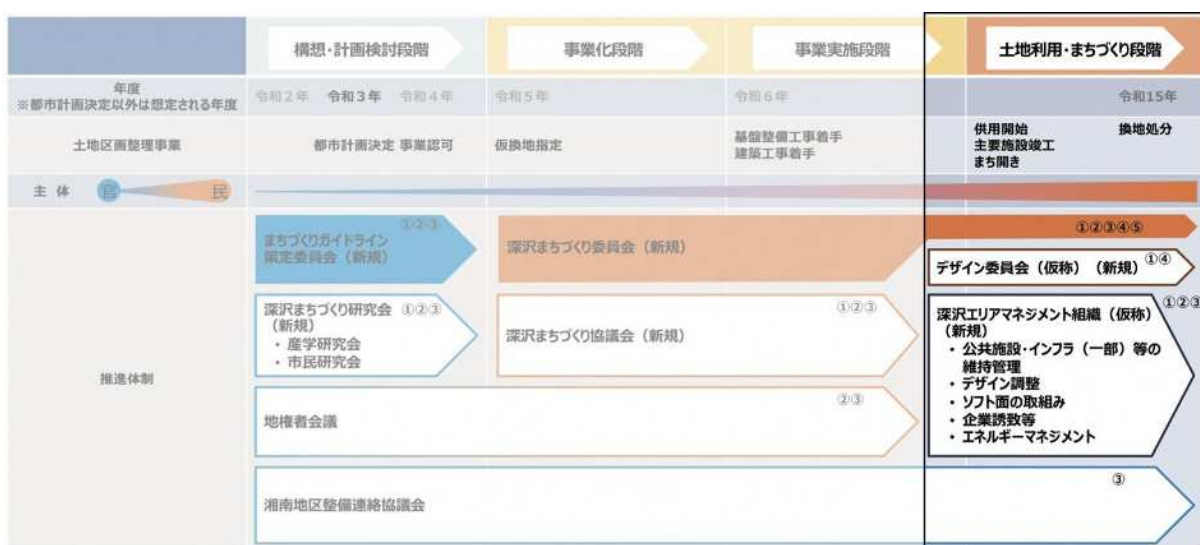 構想・計画検討段階
事業化段階
事業実施段階
土地利用・まちづくり段階
年度
※都市計画決定以外は想定される年度
令和2年 令和3年 令和4年
令和5年
令和6年
令和15年
土地区画整理事業
都市計画決定 事業認可
仮換地指定
基盤整備工事着手
建築工事着手
供用開始
主要施設竣工
まち開き
換地処分
主 体
官
民
推進体制
まちづくりガイドライン
策定委員会（新規）
①②③
深沢まちづくり委員会（新規）
①②③④⑤
デザイン委員会（仮称）（新規）
①④
深沢まちづくり研究会
（新規）
・ 産学研究会
・ 市民研究会
①②③
深沢まちづくり協議会（新規）
①②③
深沢エリアマネジメント組織（仮称）
（新規）
・ 公共施設・インフラ（一部）等の
維持管理
・ デザイン調整
・ ソフト面の取組み
・ 企業誘致等
・ エネルギーマネジメント
①②③
地権者会議
②③
湘南地区整備連絡協議会
③